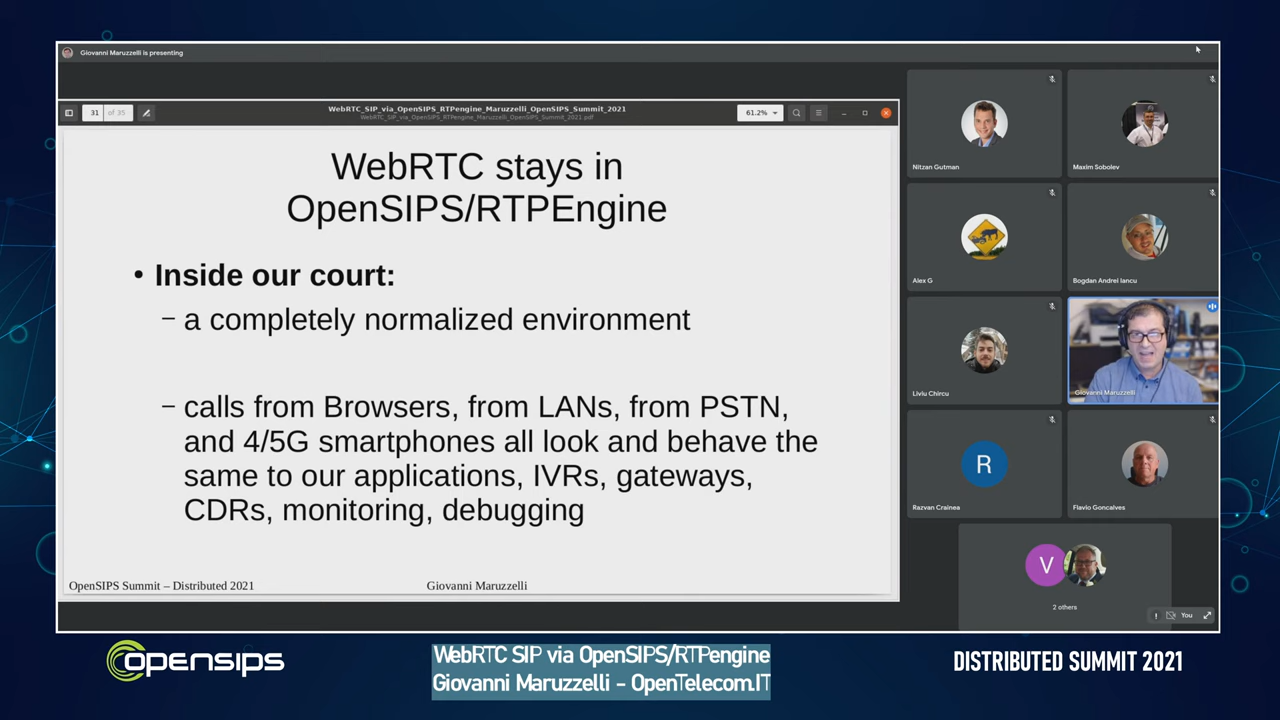 Giovanni Maruzzelli is presenting
31 of 35
WebRTC_SIP_via_OpenSIPS_RTPengine_Maruzzelli_OpenSIPS_Summit_2021
WebRTC_SIP_via_OpenSIPS_RTPengine_Maruzzelli_OpenSIPS_Summit_2021.pdf
61.2%
WebRTC stays in
OpenSIPS/RTPEngine
• Inside our court:
– a completely normalized environment
– calls from Browsers, from LANs, from PSTN,
and 4/5G smartphones all look and behave the
same to our applications, IVRs, gateways,
CDRs, monitoring, debugging
OpenSIPS Summit – Distributed 2021
Giovanni Maruzzelli
Nitzan Gutman
Maxim Sobolev
Alex G
Bogdan Andrei Iancu
Liviu Chircu
Giovanni Maruzzelli
R
Razvan Crainea
Flavio Goncalves
V
2 others
You
opensips
WebRTC SIP via OpenSIPS/RTPengine
Giovanni Maruzzelli - OpenTelecom.IT
DISTRIBUTED SUMMIT 2021